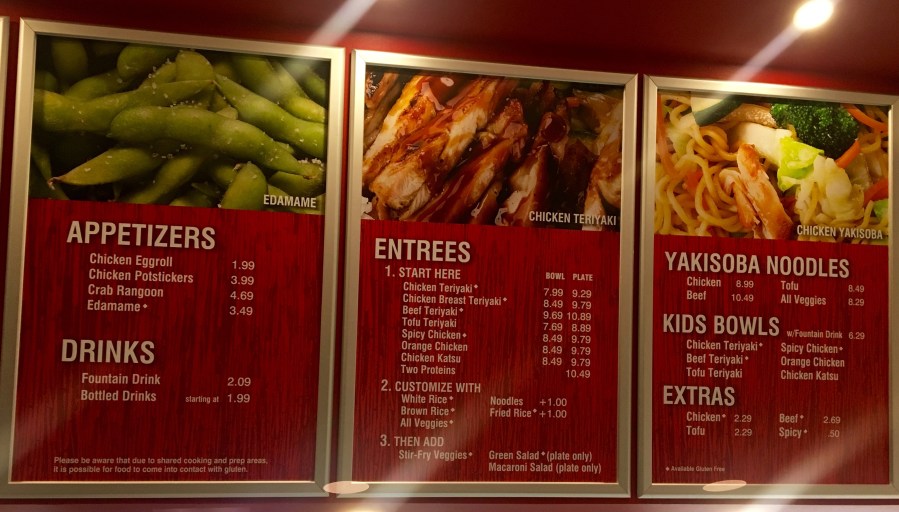 EDAMAME
APPETIZERS
Chicken Eggroll 1.99
Chicken Potstickers 3.99
Crab Rangoon 4.69
Edamame* 3.49
DRINKS
Fountain Drink 2.09
Bottled Drinks starting at 1.99
Please be aware that due to shared cooking and prep areas,
it is possible for food to come into contact with gluten.
CHICKEN TERIYAKI
ENTREES
1. START HERE BOWL PLATE
Chicken Teriyaki* 7.99 9.29
Chicken Breast Teriyaki* 8.49 9.79
Beef Teriyaki* 9.69 10.89
Tofu Teriyaki 7.69 8.89
Spicy Chicken* 8.49 9.79
Orange Chicken 8.49 9.79
Chicken Katsu 8.49 9.79
Two Proteins 10.49
2. CUSTOMIZE WITH
White Rice* Noodles +1.00
Brown Rice* Fried Rice* +1.00
All Veggies*
3. THEN ADD
Stir-Fry Veggies* Green Salad* (plate only)
Macaroni Salad (plate only)
CHICKEN YAKISOBA
YAKISOBA NOODLES
Chicken 8.99 Tofu 8.49
Beef 10.49 All Veggies 8.29
KIDS BOWLS w/Fountain Drink 6.29
Chicken Teriyaki* Spicy Chicken*
Beef Teriyaki* Orange Chicken
Tofu Teriyaki Chicken Katsu
EXTRAS
Chicken* 2.29 Beef* 2.69
Tofu 2.29 Spicy* .50
* Available Gluten Free